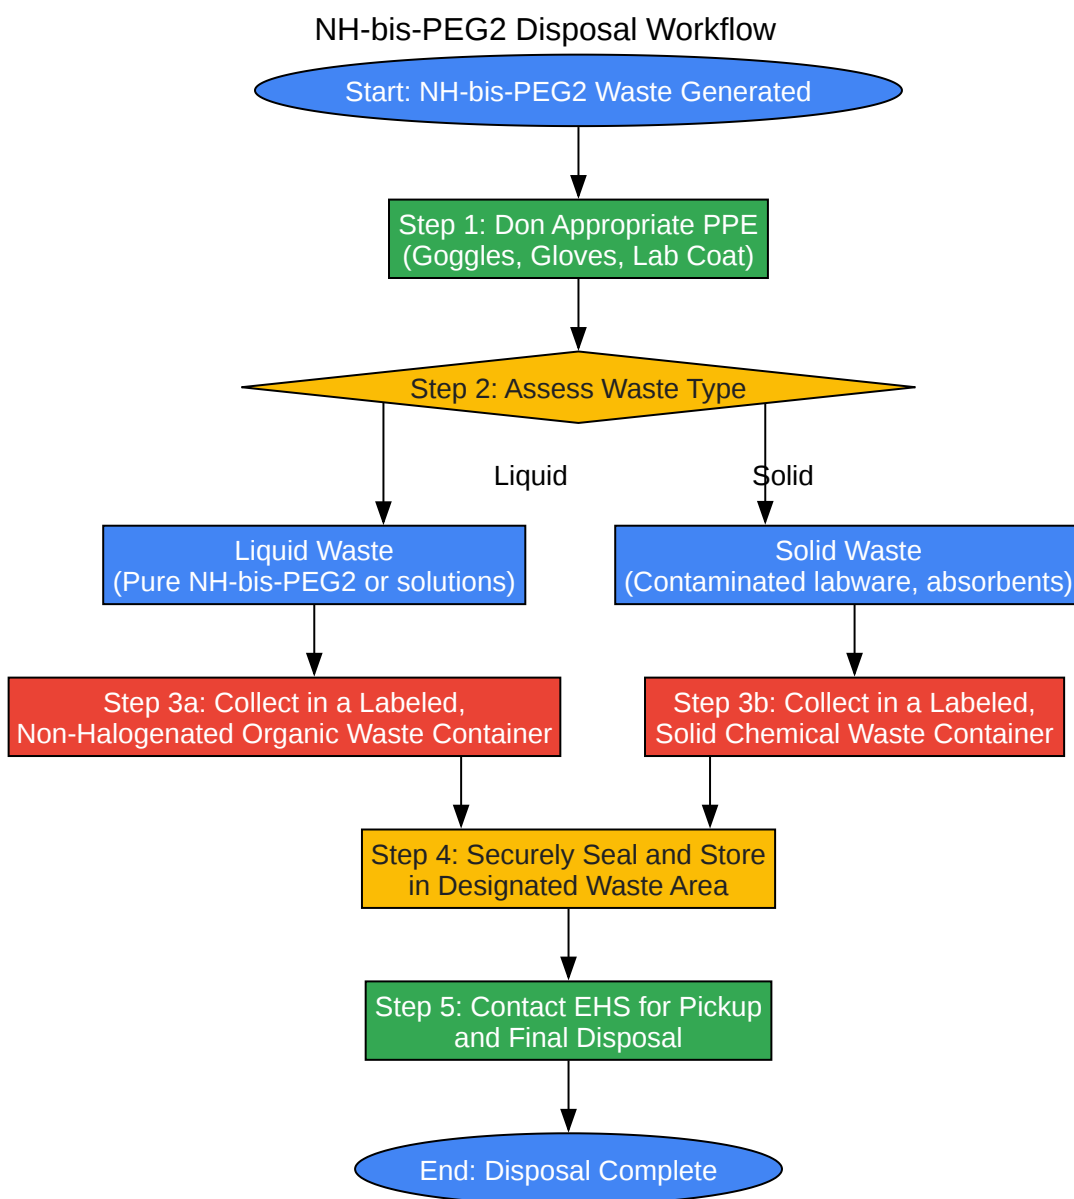 NH-bis-PEG2 Disposal Workflow
Start: NH-bis-PEG2 Waste Generated
Step 1: Don Appropriate PPE
(Goggles, Gloves, Lab Coat)
Step 2: Assess Waste Type
Liquid
Solid
Liquid Waste
(Pure NH-bis-PEG2 or solutions)
Solid Waste
(Contaminated labware, absorbents)
Step 3a: Collect in a Labeled,
Non-Halogenated Organic Waste Container
Step 3b: Collect in a Labeled,
Solid Chemical Waste Container
Step 4: Securely Seal and Store
in Designated Waste Area
Step 5: Contact EHS for Pickup
and Final Disposal
End: Disposal Complete